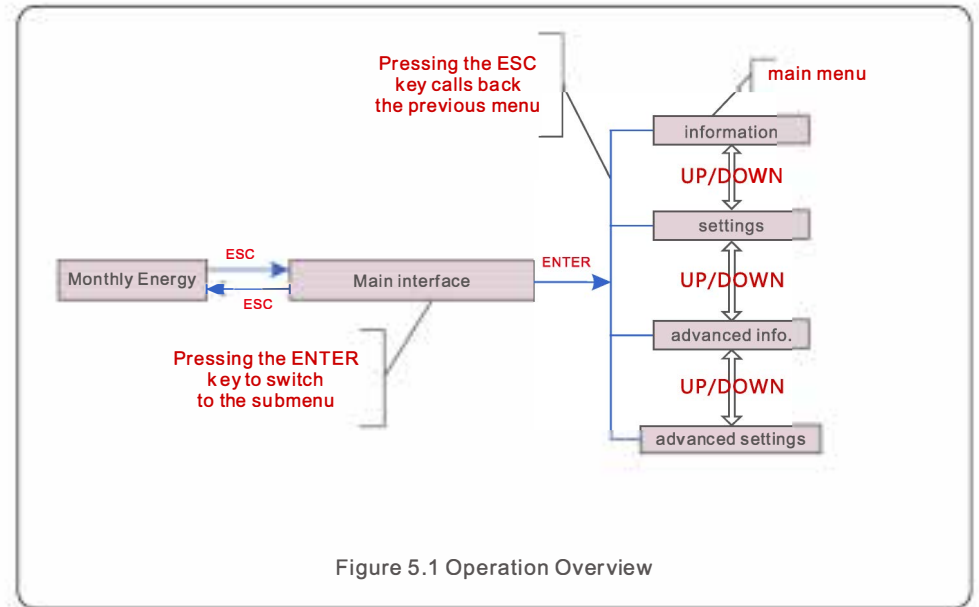 Pressing the ESC
key calls back
the previous menu
main menu
information
UP/DOWN
settings
ESC
Monthly Energy
Main interface
ENTER
ESC
UP/DOWN
advanced info.
Pressing the ENTER
key to switch
to the submenu
UP/DOWN
advanced settings
Figure 5.1 Operation Overview